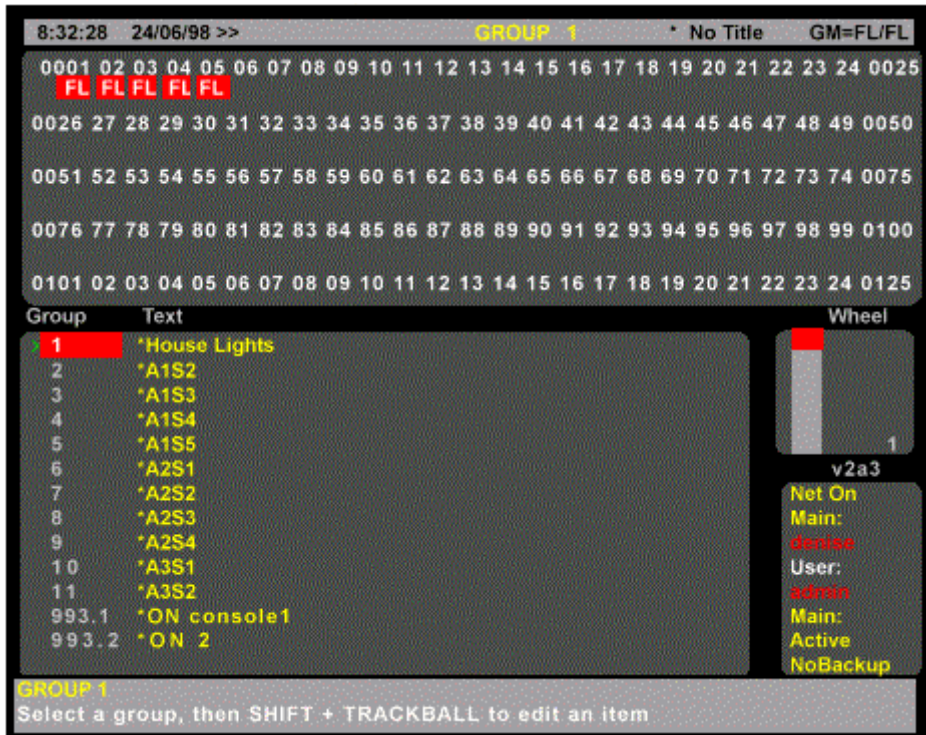 8:32:28 24/06/98 >> GROUP 1 * No Title GM=FL/FL
0001 02 03 04 05 06 07 08 09 10 11 12 13 14 15 16 17 18 19 20 21 22 23 24 0025
FL FL FL FL FL
0026 27 28 29 30 31 32 33 34 35 36 37 38 39 40 41 42 43 44 45 46 47 48 49 0050
0051 52 53 54 55 56 57 58 59 60 61 62 63 64 65 66 67 68 69 70 71 72 73 74 0075
0076 77 78 79 80 81 82 83 84 85 86 87 88 89 90 91 92 93 94 95 96 97 98 99 0100
0101 02 03 04 05 06 07 08 09 10 11 12 13 14 15 16 17 18 19 20 21 22 23 24 0125
Group Text
> 1 *House Lights
2 *A1S2
3 *A1S3
4 *A1S4
5 *A1S5
6 *A2S1
7 *A2S2
8 *A2S3
9 *A2S4
10 *A3S1
11 *A3S2
993.1 *ON console1
993.2 *ON 2
Wheel
1
v2a3
Net On
Main:
denise
User:
admin
Main:
Active
NoBackup
GROUP 1
Select a group, then SHIFT + TRACKBALL to edit an item